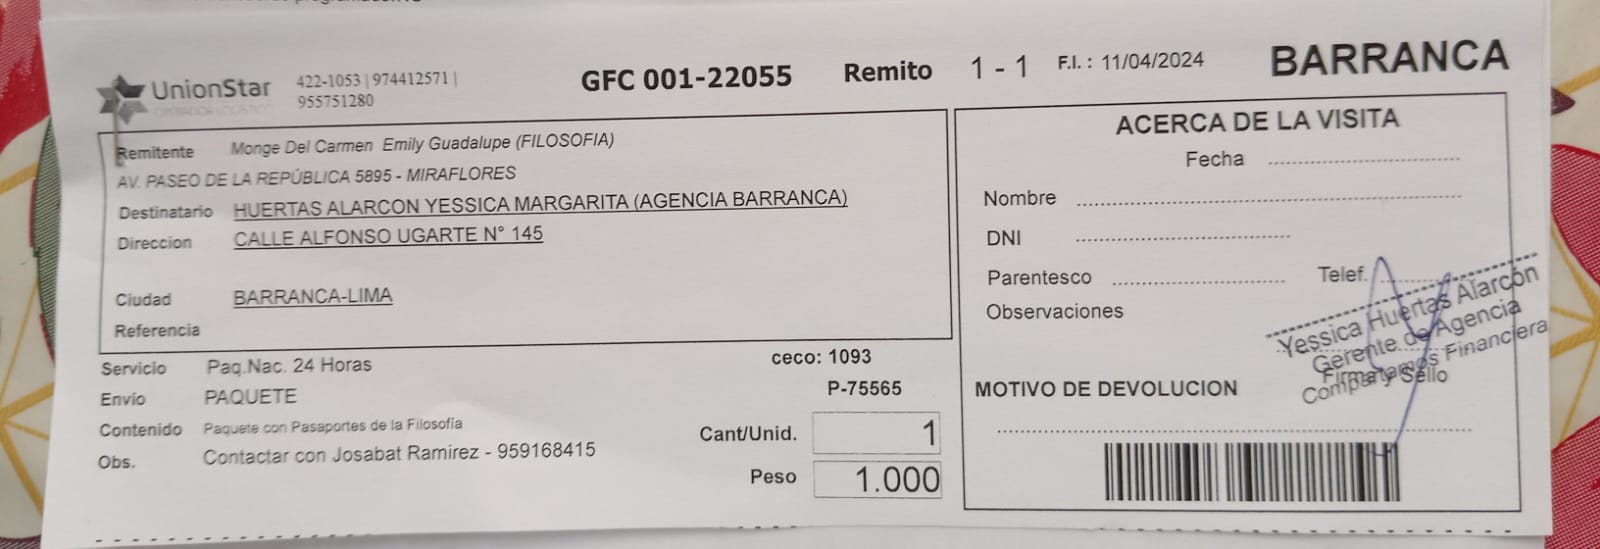 UnionStar
422-1053 | 974412571 |
955751280
GFC 001-22055 Remito 1 - 1 F.I. : 11/04/2024 BARRANCA
Remitente Monge Del Carmen Emily Guadalupe (FILOSOFIA)
AV. PASEO DE LA REPÚBLICA 5895 - MIRAFLORES
Destinatario HUERTAS ALARCON YESSICA MARGARITA (AGENCIA BARRANCA)
Direccion CALLE ALFONSO UGARTE N° 145
Ciudad BARRANCA-LIMA
Referencia
Servicio Paq.Nac. 24 Horas
ceco: 1093
Envio PAQUETE
P-75565
Contenido Paquete con Pasaportes de la Filosofía
Cant/Unid. 1
Obs. Contactar con Josabat Ramirez - 959168415
Peso 1.000
ACERCA DE LA VISITA
Fecha
Nombre
DNI
Parentesco Telef.
Observaciones
Yessica Huertas Alarcón
Gerente de Agencia
Compartamos Financiera
Firma y Sello
MOTIVO DE DEVOLUCION